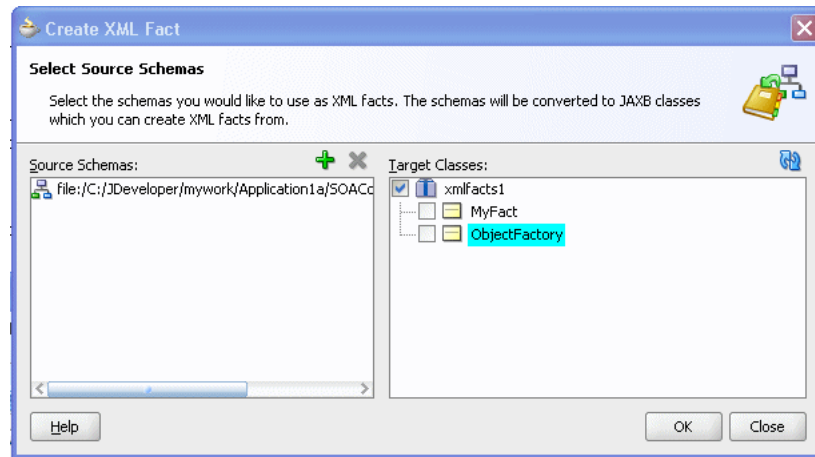 Create XML Fact
Select Source Schemas
Select the schemas you would like to use as XML facts. The schemas will be converted to JAXB classes
which you can create XML facts from.
Source Schemas:
Target Classes:
file:/C:/JDeveloper/mywork/Application1a/SOACo
xmlfacts1
MyFact
ObjectFactory
Help
OK
Close